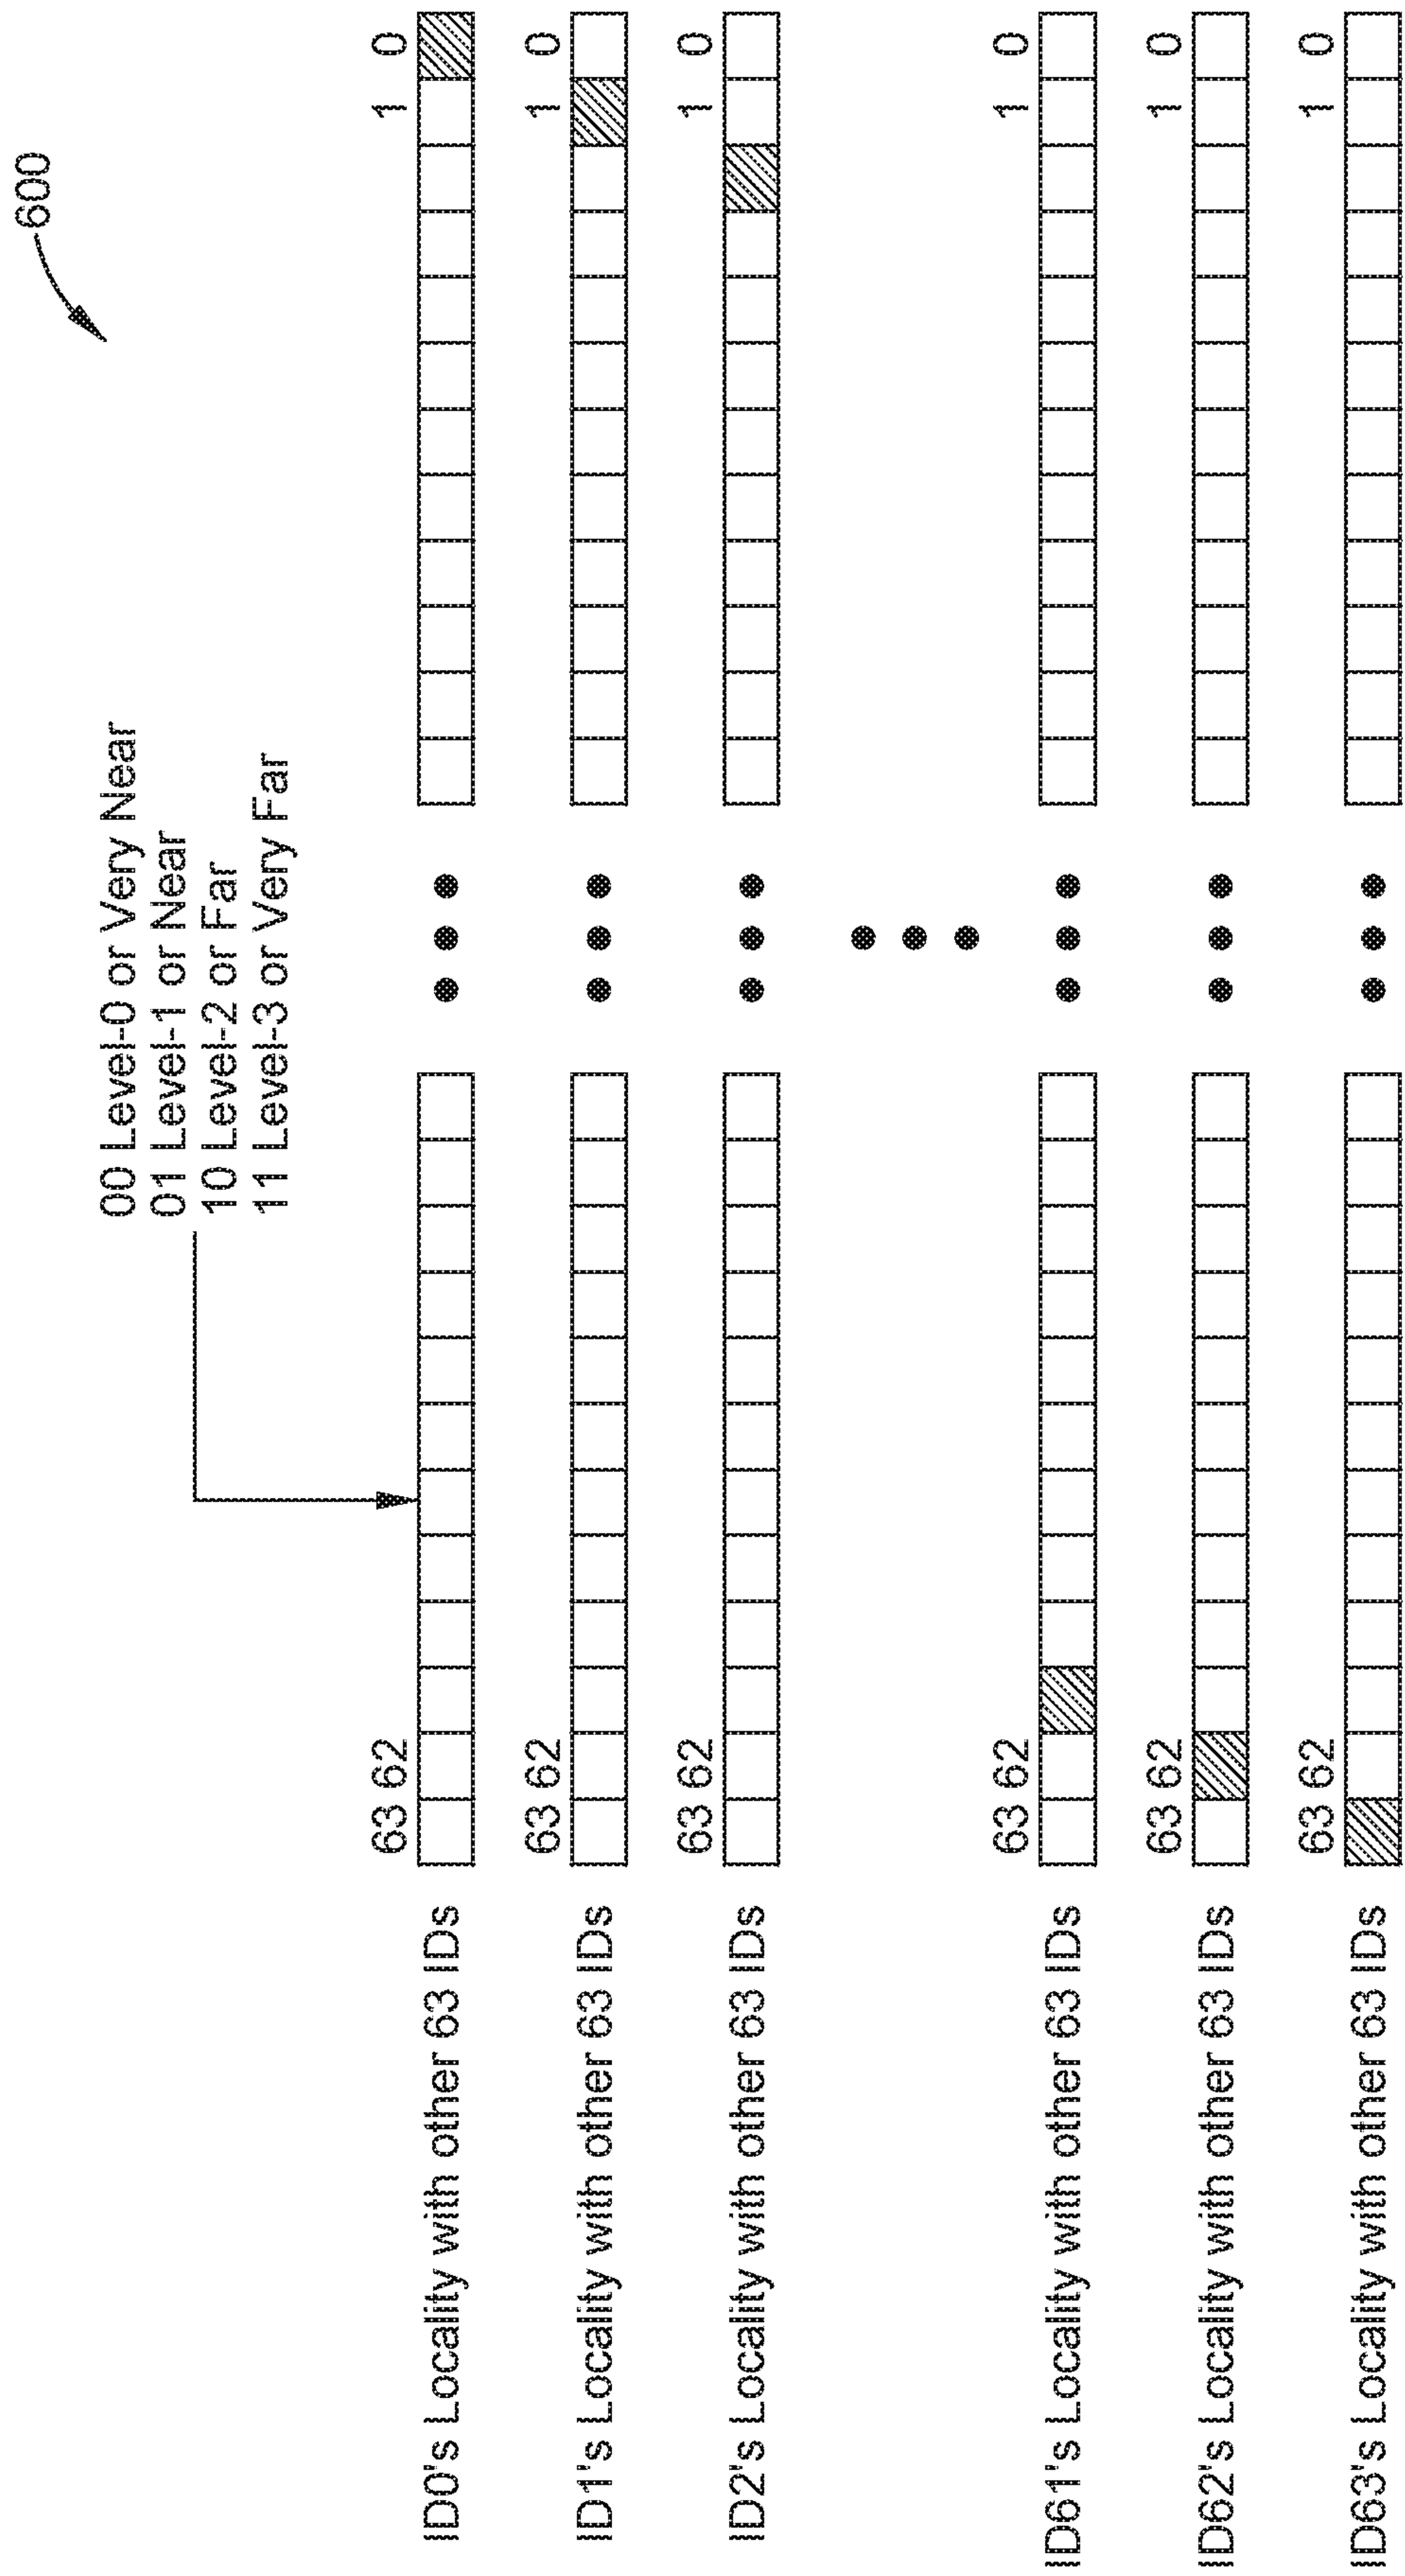 600
00 Level-0 or Very Near
01 Level-1 or Near
10 Level-2 or Far
11 Level-3 or Very Far
63 62 1 0
ID0's Locality with other 63 IDs
63 62 1 0
ID1's Locality with other 63 IDs
63 62 1 0
ID2's Locality with other 63 IDs
63 62 1 0
ID61's Locality with other 63 IDs
63 62 1 0
ID62's Locality with other 63 IDs
63 62 1 0
ID63's Locality with other 63 IDs